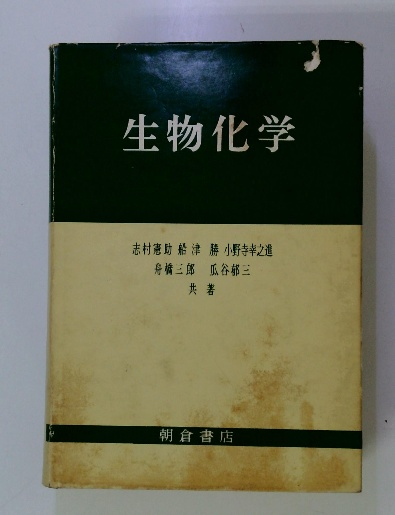 生物化学
志村憲助 船津 勝 小野寺幸之進
舟橋三郎 瓜谷郁三
共著
朝倉書店